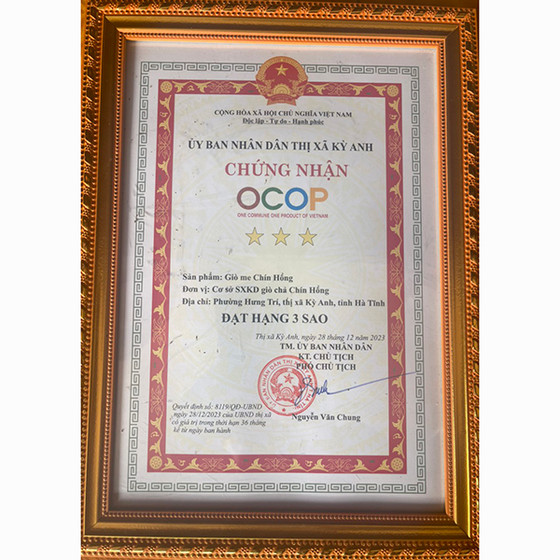 CỘNG HÒA XÃ HỘI CHỦ NGHĨA VIỆT NAM
Độc lập - Tự do - Hạnh phúc
ỦY BAN NHÂN DÂN THỊ XÃ KỲ ANH
CHỨNG NHẬN
OCOP
ONE COMMUNE ONE PRODUCT OF VIETNAM
Sản phẩm: Giò me Chín Hồng
Đơn vị: Cơ sở SXKD giò chả Chín Hồng
Địa chỉ: Phường Hưng Trí, thị xã Kỳ Anh, tỉnh Hà Tĩnh
ĐẠT HẠNG 3 SAO
Thị xã Kỳ Anh, ngày 28 tháng 12 năm 2023
TM. ỦY BAN NHÂN DÂN
KT. CHỦ TỊCH
PHÓ CHỦ TỊCH
Nguyễn Văn Chung
Quyết định số: 8119/QĐ-UBND
ngày 28/12/2023 của UBND thị xã
có giá trị trong thời hạn 36 tháng
kể từ ngày ban hành